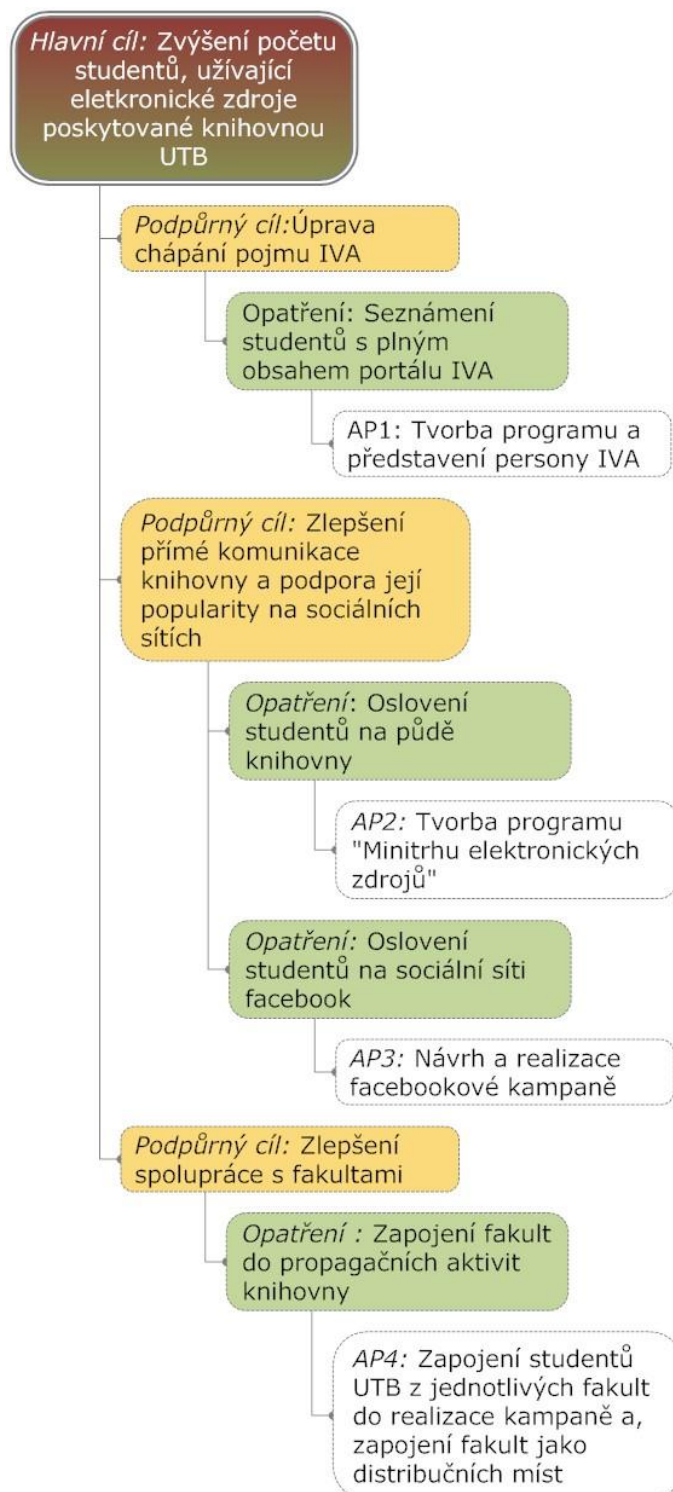 Hlavní cíl: Zvýšení početu
studentů, užívající
eletkronické zdroje
poskytované knihovnou
UTB
Podpůrný cíl:Úprava
chápání pojmu IVA
Opatření: Seznámení
studentů s plným
obsahem portálu IVA
AP1: Tvorba programu a
představení persony IVA
Podpůrný cíl: Zlepšení
přímé komunikace
knihovny a podpora její
popularity na sociálních
sítích
Opatření: Oslovení
studentů na půdě
knihovny
AP2: Tvorba programu
"Minitrhu elektronických
zdrojů"
Opatření: Oslovení
studentů na sociální síti
facebook
AP3: Návrh a realizace
facebookové kampaně
Podpůrný cíl: Zlepšení
spolupráce s fakultami
Opatření : Zapojení fakult
do propagačních aktivit
knihovny
AP4: Zapojení studentů
UTB z jednotlivých fakult
do realizace kampaně a,
zapojení fakult jako
distribučních míst